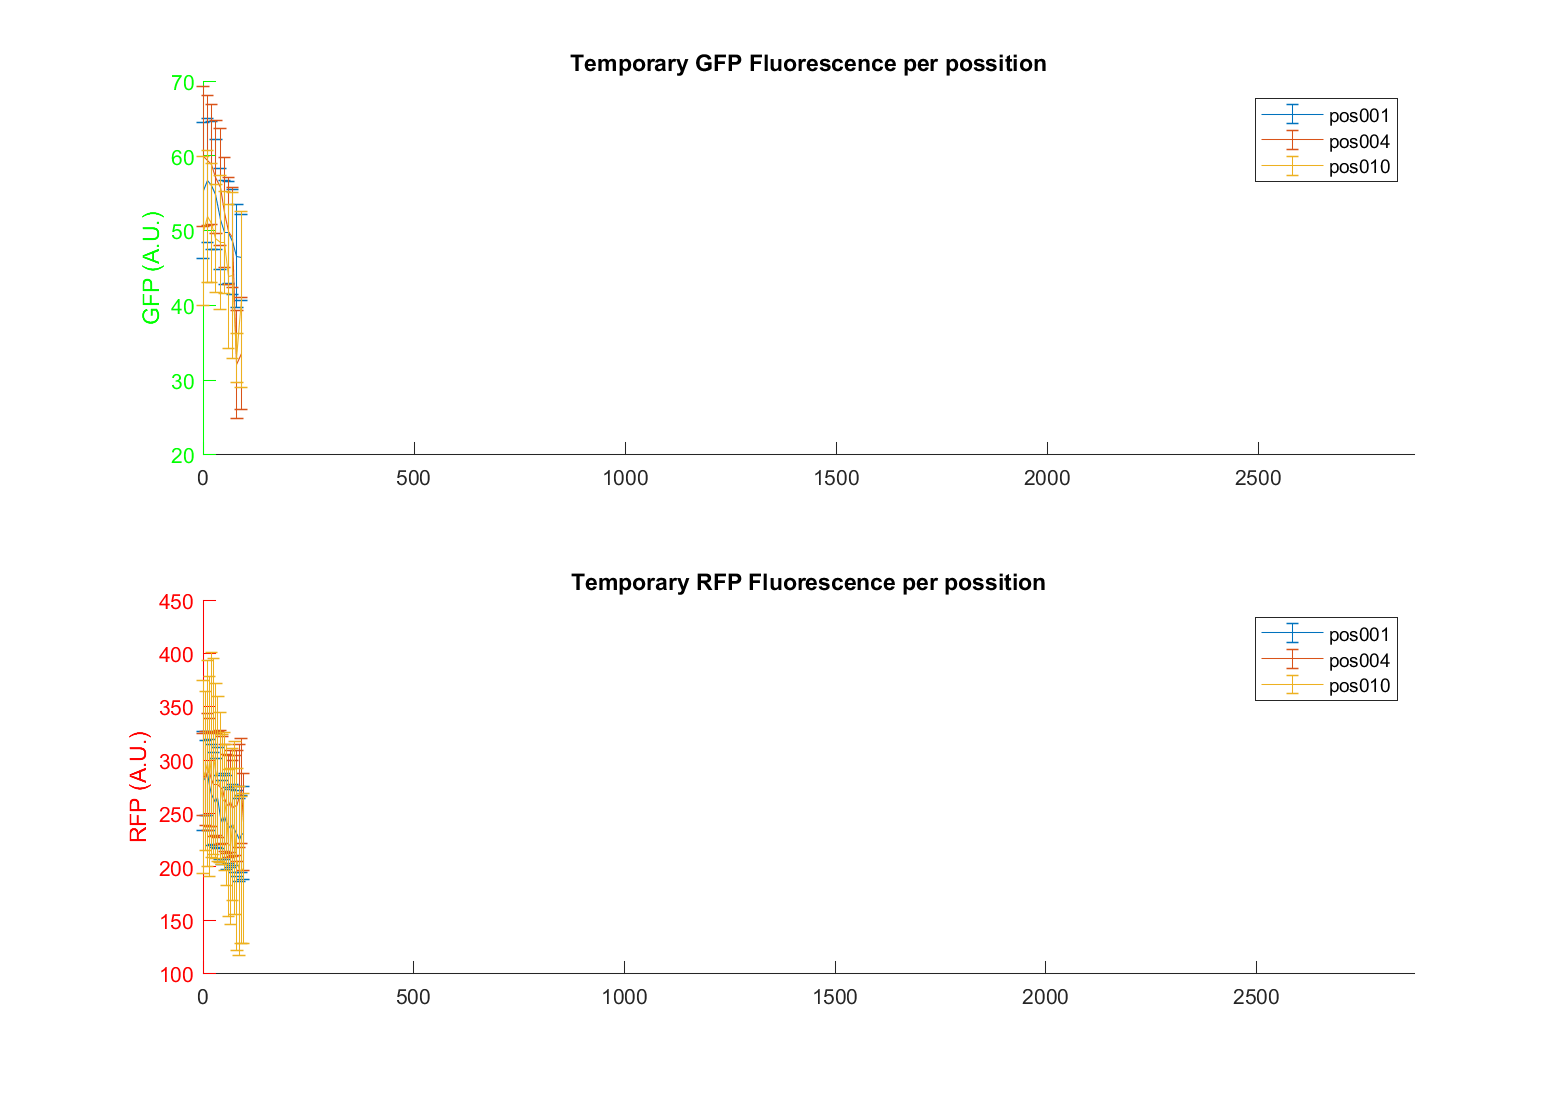 Temporary GFP Fluorescence per possition
70
60
50
40
30
20
GFP (A.U.)
0 500 1000 1500 2000 2500
pos001
pos004
pos010
Temporary RFP Fluorescence per possition
450
400
350
300
250
200
150
100
RFP (A.U.)
0 500 1000 1500 2000 2500
pos001
pos004
pos010